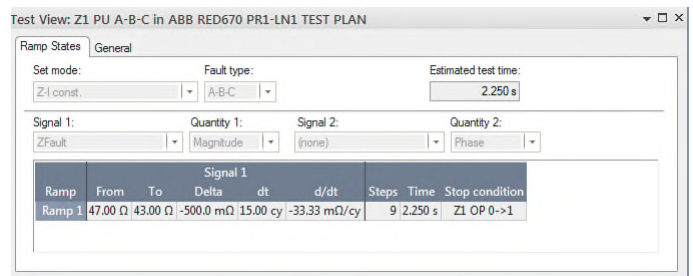 Test View: Z1 PU A-B-C in ABB RED670 PR1-LN1 TEST PLAN
Ramp States General
Set mode: Fault type: Estimated test time:
Z-I const. A-B-C 2.250 s
Signal 1: Quantity 1: Signal 2: Quantity 2:
ZFault Magnitude (none) Phase
Signal 1
Ramp From To Delta dt d/dt Steps Time Stop condition
Ramp 1 47.00 Ω 43.00 Ω -500.0 mΩ 15.00 cy -33.33 mΩ/cy 9 2.250 s Z1 OP 0->1